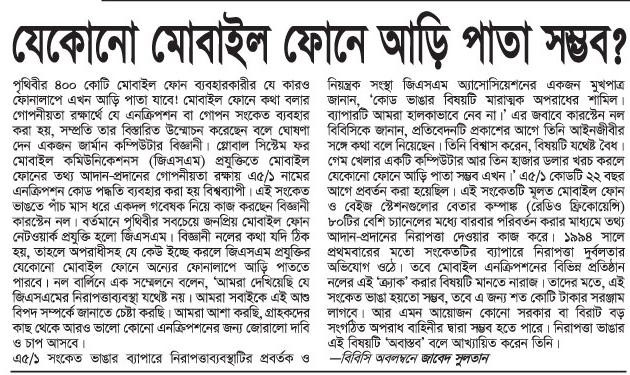 যেকোনো মোবাইল ফোনে আড়ি পাতা সম্ভব?
পৃথিবীর ৪০০ কোটি মোবাইল ফোন ব্যবহারকারীর যে কারও
ফোনালাপে এখন আড়ি পাতা যাবে! মোবাইল ফোনে কথা বলার
গোপনীয়তা রক্ষার্থে যে এনক্রিপশন বা গোপন সংকেত ব্যবহার
করা হয়, সম্প্রতি তার বিস্তারিত উম্মোচন করেছেন বলে ঘোষণা
দেন একজন জার্মান কম্পিউটার বিজ্ঞানী। গ্লোবাল সিস্টেম ফর
মোবাইল কমিউনিকেশনস (জিএসএম) প্রযুক্তিতে মোবাইল
ফোনের তথ্য আদান-প্রদানের গোপনীয়তা রক্ষায় এ৫/১ নামের
এনক্রিপশন কোড পদ্ধতি ব্যবহার করা হয় বিশ্বব্যাপী। এই সংকেত
ভাঙতে পাঁচ মাস ধরে একদল গবেষক নিয়ে কাজ করছেন বিজ্ঞানী
কারস্টেন নল। বর্তমানে পৃথিবীর সবচেয়ে জনপ্রিয় মোবাইল ফোন
নেটওয়ার্ক প্রযুক্তি হলো জিএসএম। বিজ্ঞানী নলের কথা যদি ঠিক
হয়, তাহলে অপরাধীসহ যে কেউ ইচ্ছে করলে জিএসএম প্রযুক্তির
যেকোনো মোবাইল ফোনে অন্যের ফোনালাপে আড়ি পাততে
পারবে। নল বার্লিনে এক সম্মেলনে বলেন, ‘আমরা দেখিয়েছি যে
জিএসএমের নিরাপত্তাব্যবস্থা যথেষ্ট নয়। আমরা সবাইকে এই আশু
বিপদ সম্পর্কে জানাতে চেষ্টা করছি। আমরা আশা করছি, গ্রাহকদের
কাছ থেকে আরও ভালো কোনো এনক্রিপশনের জন্য জোরালো দাবি
ও চাপ আসবে।
এ৫/১ সংকেত ভাঙার ব্যাপারে নিরাপত্তাব্যবস্থাটির প্রবর্তক ও
নিয়ন্ত্রক সংস্থা জিএসএম অ্যাসোসিয়েশনের একজন মুখপাত্র
জানান, ‘কোড ভাঙার বিষয়টি মারাত্মক অপরাধের শামিল।
ব্যাপারটি আমরা হালকাভাবে নেব না।’ এর জবাবে কারস্টেন নল
বিবিসিকে জানান, প্রতিবেদনটি প্রকাশের আগে তিনি আইনজীবীর
সঙ্গে কথা বলে নিয়েছেন। তিনি বিশ্বাস করেন, বিষয়টি যথেষ্ট বৈধ।
গেম খেলার একটি কম্পিউটার আর তিন হাজার ডলার খরচ করলে
যেকোনো ফোনে আড়ি পাতা সম্ভব এখন।’ এ৫/১ কোডটি ২২ বছর
আগে প্রবর্তন করা হয়েছিল। এই সংকেতটি মূলত মোবাইল ফোন
ও বেইজ স্টেশনগুলোর বেতার কম্পাঙ্ক (রেডিও ফ্রিকোয়েন্সি)
৮০টির বেশি চ্যানেলের মধ্যে বারবার পরিবর্তন করার মাধ্যমে তথ্য
আদান-প্রদানের নিরাপত্তা দেওয়ার কাজ করে। ১৯৯৪ সালে
প্রথমবারের মতো সংকেতটির ব্যাপারে নিরাপত্তা দুর্বলতার
অভিযোগ ওঠে। তবে মোবাইল এনক্রিপশনের বিভিন্ন প্রতিষ্ঠান
নলের এই ‘ক্র্যাক’ করার বিষয়টি মানতে নারাজ। তাদের মতে, এই
সংকেত ভাঙা হয়তো সম্ভব, তবে এ জন্য শত কোটি টাকার সরঞ্জাম
লাগবে। আর এমন আয়োজন কোনো সরকার বা বিরাট বড়
সংগঠিত অপরাধ বাহিনীর দ্বারা সম্ভব হতে পারে। নিরাপত্তা ভাঙার
এই বিষয়টি ‘অবাস্তব’ বলে আখ্যায়িত করেন তিনি।
—বিবিসি অবলম্বনে জাবেদ সুলতান